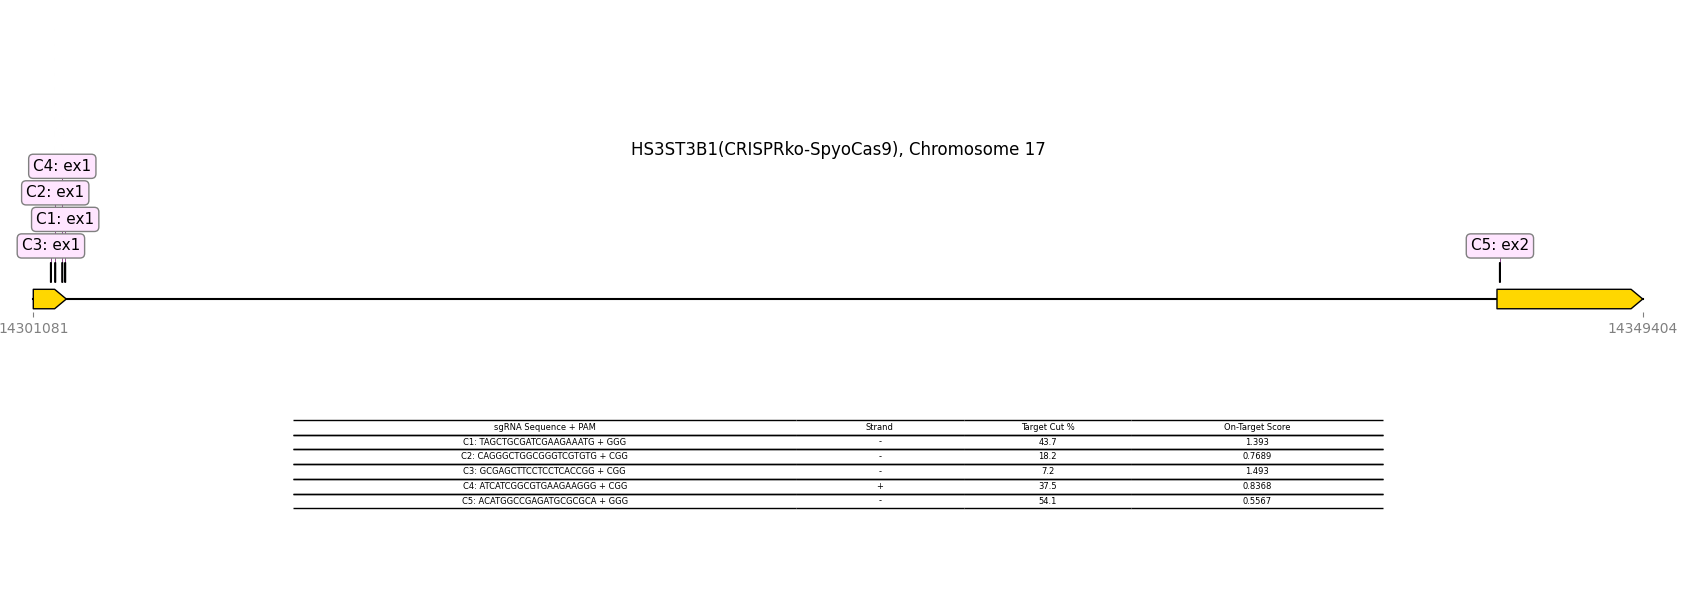 HS3ST3B1(CRISPRko-SpyoCas9), Chromosome 17
C4: ex1
C2: ex1
C1: ex1
C3: ex1
C5: ex2
14301081
14349404
sgRNA Sequence + PAM Strand Target Cut % On-Target Score
C1: TAGCTGCGATCGAAGAAATG + GGG - 43.7 1.393
C2: CAGGGCTGGCGGGTCGTGTG + CGG - 18.2 0.7689
C3: GCGAGCTTCCTCCTCACCGG + CGG - 7.2 1.493
C4: ATCATCGGCGTGAAGAAGGG + CGG + 37.5 0.8368
C5: ACATGGCCGAGATGCGCGCA + GGG - 54.1 0.5567